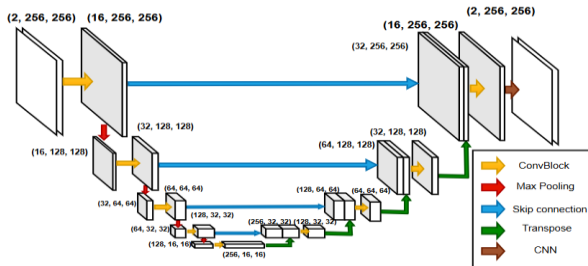 (2, 256, 256)
(16, 256, 256)
(2, 256, 256)
(16, 256, 256)
(32, 256, 256)
(32, 128, 128)
(16, 128, 128)
(32, 128, 128)
(64, 128, 128)
(32, 64, 64)
(64, 64, 64)
(128, 64, 64)
(64, 64, 64)
(64, 32, 32)
(128, 32, 32)
(256, 32, 32)
(128, 32, 32)
(128, 16, 16)
(256, 16, 16)
ConvBlock
Max Pooling
Skip connection
Transpose
CNN